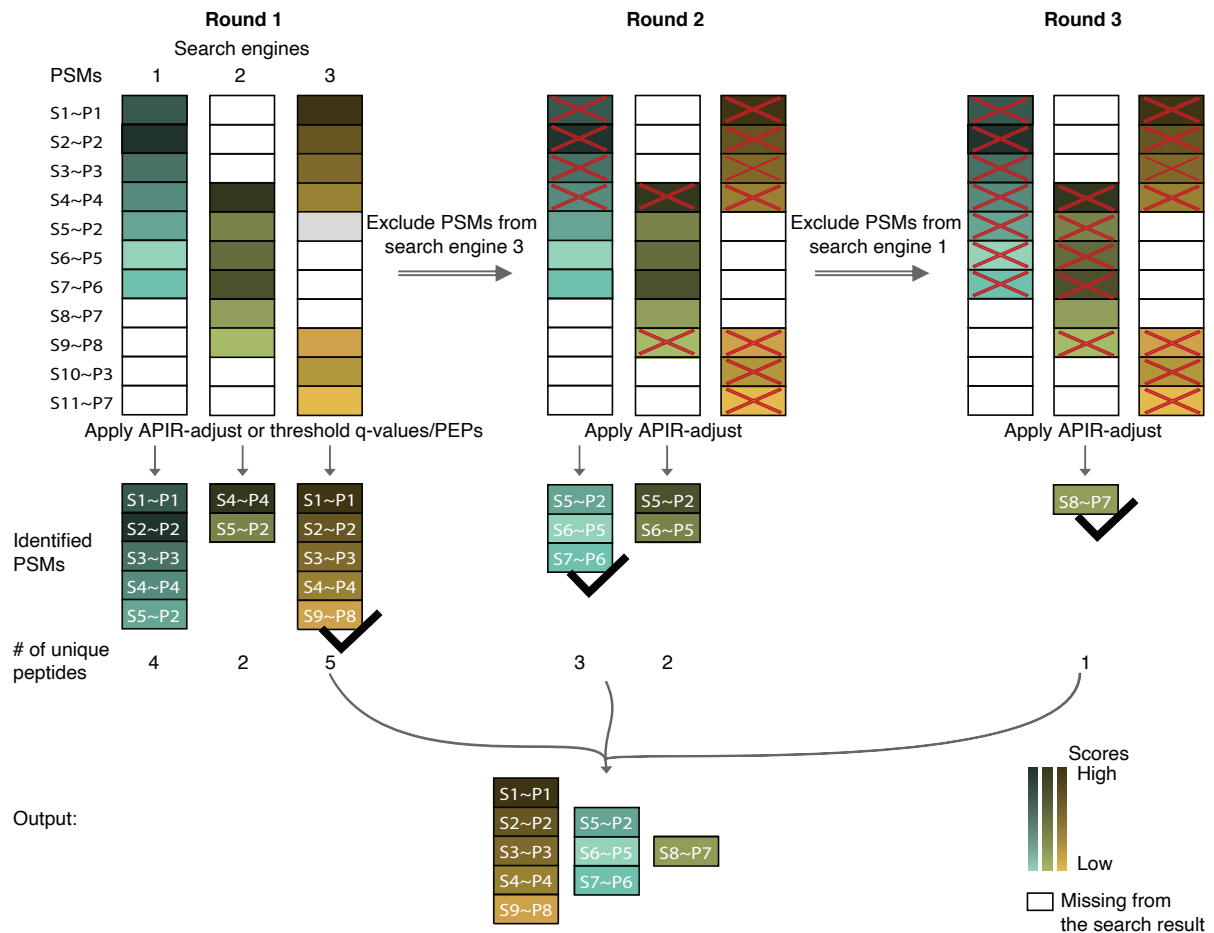 Round 1
Round 2
Round 3
Search engines
PSMs 1 2 3
S1~P1
S2~P2
S3~P3
S4~P4
S5~P2
S6~P5
S7~P6
S8~P7
S9~P8
S10~P3
S11~P7
Exclude PSMs from
search engine 3
Exclude PSMs from
search engine 1
Apply APIR-adjust or threshold q-values/PEPs
Apply APIR-adjust
Apply APIR-adjust
Identified
PSMs
S1~P1
S2~P2
S3~P3
S4~P4
S5~P2
S4~P4
S5~P2
S1~P1
S2~P2
S3~P3
S4~P4
S9~P8
S5~P2
S6~P5
S7~P6
S5~P2
S6~P5
S8~P7
# of unique
peptides
4 2 5 3 2 1
Output:
S1~P1
S2~P2
S3~P3
S4~P4
S9~P8
S5~P2
S6~P5
S7~P6
S8~P7
Scores
High
Low
Missing from
the search result